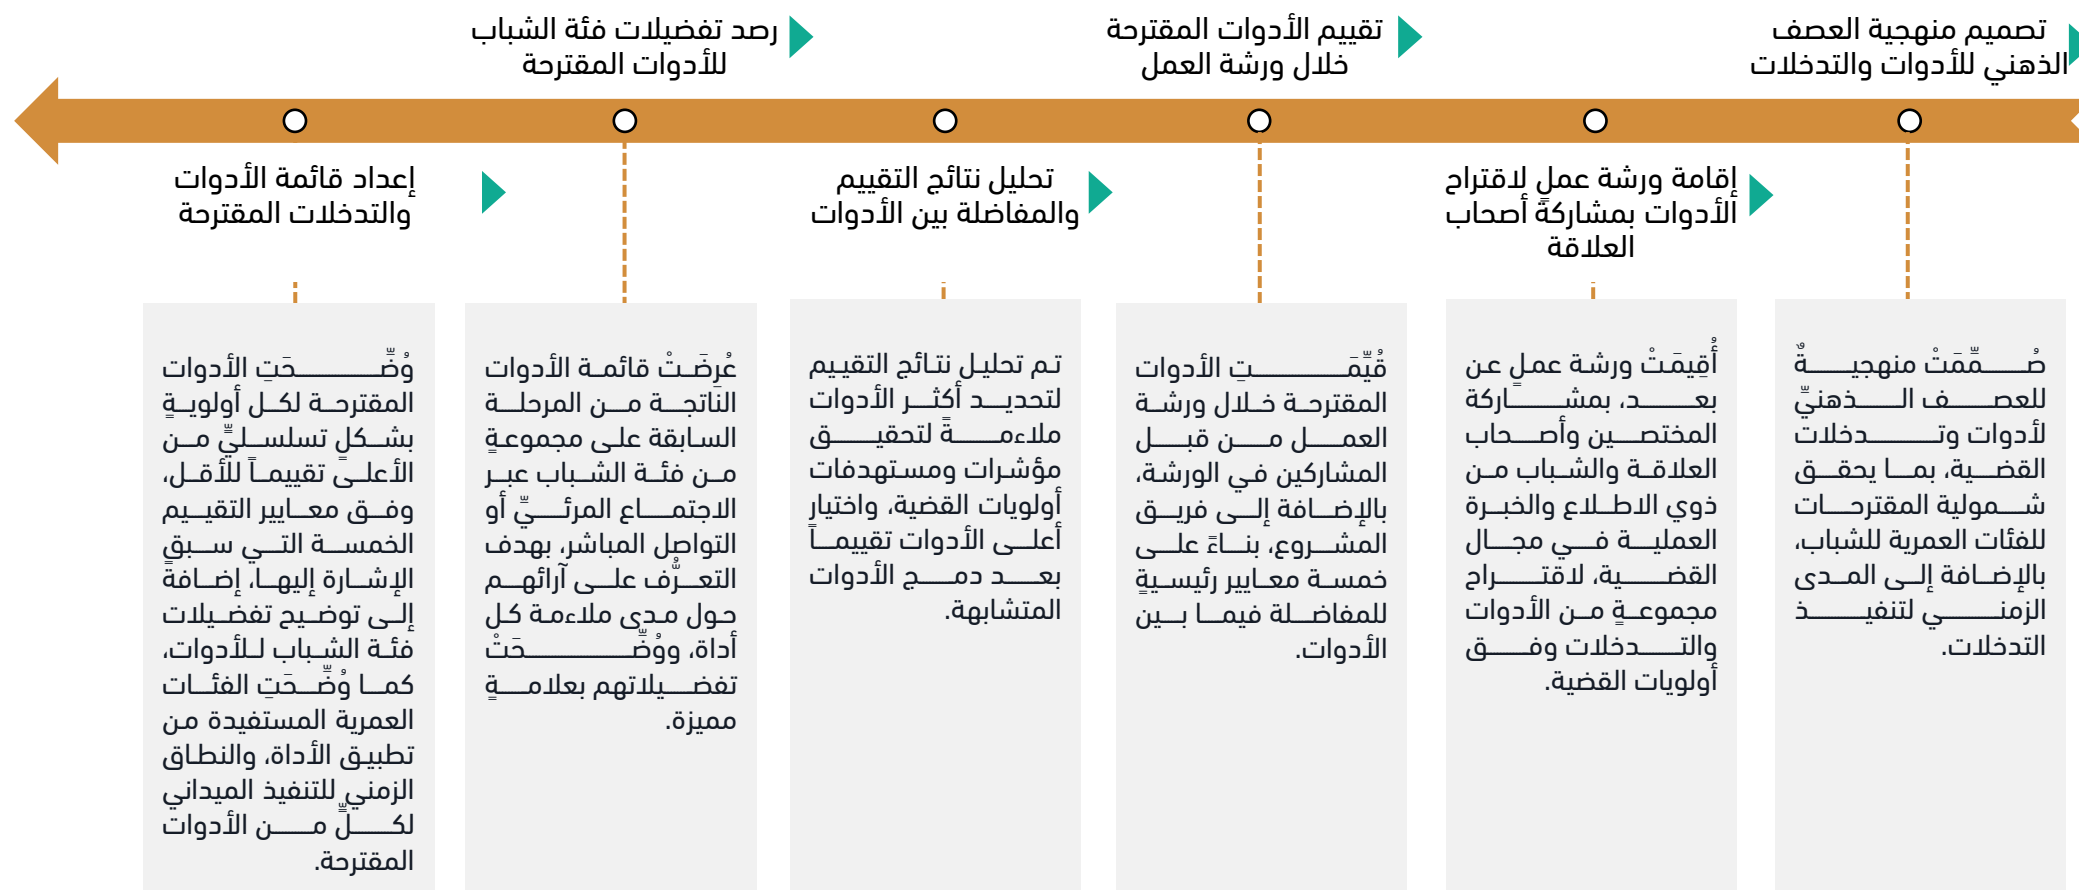 تصميم منهجية العصف
الذهني للأدوات والتدخلات
صُمِّمَتْ منهجيةٌ
للعصف الذهنيِّ
لأدوات وتدخلات
القضية، بما يحقق
شمولية المقترحات
للفئات العمرية للشباب،
بالإضافة إلى المدى
الزمني لتنفيذ
التدخلات.
إقامة ورشة عملٍ لاقتراح
الأدوات بمشاركة أصحاب
العلاقة
أُقِيمَتْ ورشة عملٍ عن
بعد، بمشاركة
المختصين وأصحاب
العلاقة والشباب من
ذوي الاطلاع والخبرة
العملية في مجال
القضية، لاقتراح
مجموعةٍ من الأدوات
والتدخلات وفق
أولويات القضية.
تقييم الأدوات المقترحة
خلال ورشة العمل
قُيِّمَتِ الأدوات
المقترحة خلال ورشة
العمل من قبل
المشاركين في الورشة،
بالإضافة إلى فريق
المشروع، بناءً على
خمسة معايير رئيسيةٍ
للمفاضلة فيما بين
الأدوات.
تحليل نتائج التقييم
والمفاضلة بين الأدوات
تم تحليل نتائج التقييم
لتحديد أكثر الأدوات
ملاءمةً لتحقيق
مؤشرات ومستهدفات
أولويات القضية، واختيار
أعلى الأدوات تقييماً
بعد دمج الأدوات
المتشابهة.
رصد تفضيلات فئة الشباب
للأدوات المقترحة
عُرِضَتْ قائمة الأدوات
الناتجة من المرحلة
السابقة على مجموعةٍ
من فئة الشباب عبر
الاجتماع المرئيِّ أو
التواصل المباشر، بهدف
التعرُّف على آرائهم
حول مدى ملاءمة كل
أداة، ووُضِّحَتْ
تفضيلاتهم بعلامةٍ
مميزة.
إعداد قائمة الأدوات
والتدخلات المقترحة
وُضِّحَتِ الأدوات
المقترحة لكل أولويةٍ
بشكلٍ تسلسليٍّ من
الأعلى تقييماً للأقل،
وفق معايير التقييم
الخمسة التي سبق
الإشارة إليها، إضافةً
إلى توضيح تفضيلات
فئة الشباب للأدوات،
كما وُضِّحَتِ الفئات
العمرية المستفيدة من
تطبيق الأداة، والنطاق
الزمني للتنفيذ الميداني
لكلٍّ من الأدوات
المقترحة.